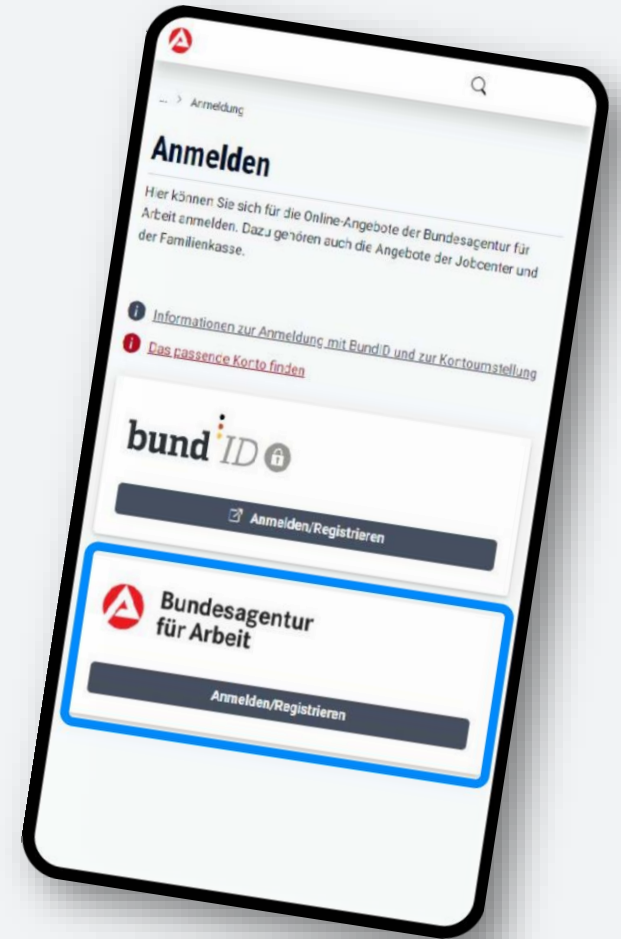 ... > Anmeldung
Anmelden
Hier können Sie sich für die Online-Angebote der Bundesagentur für
Arbeit anmelden. Dazu gehören auch die Angebote der Jobcenter und
der Familienkasse.
Informationen zur Anmeldung mit BundID und zur Kontoumstellung
Das passende Konto finden
bund ID
Anmelden/Registrieren
Bundesagentur
für Arbeit
Anmelden/Registrieren